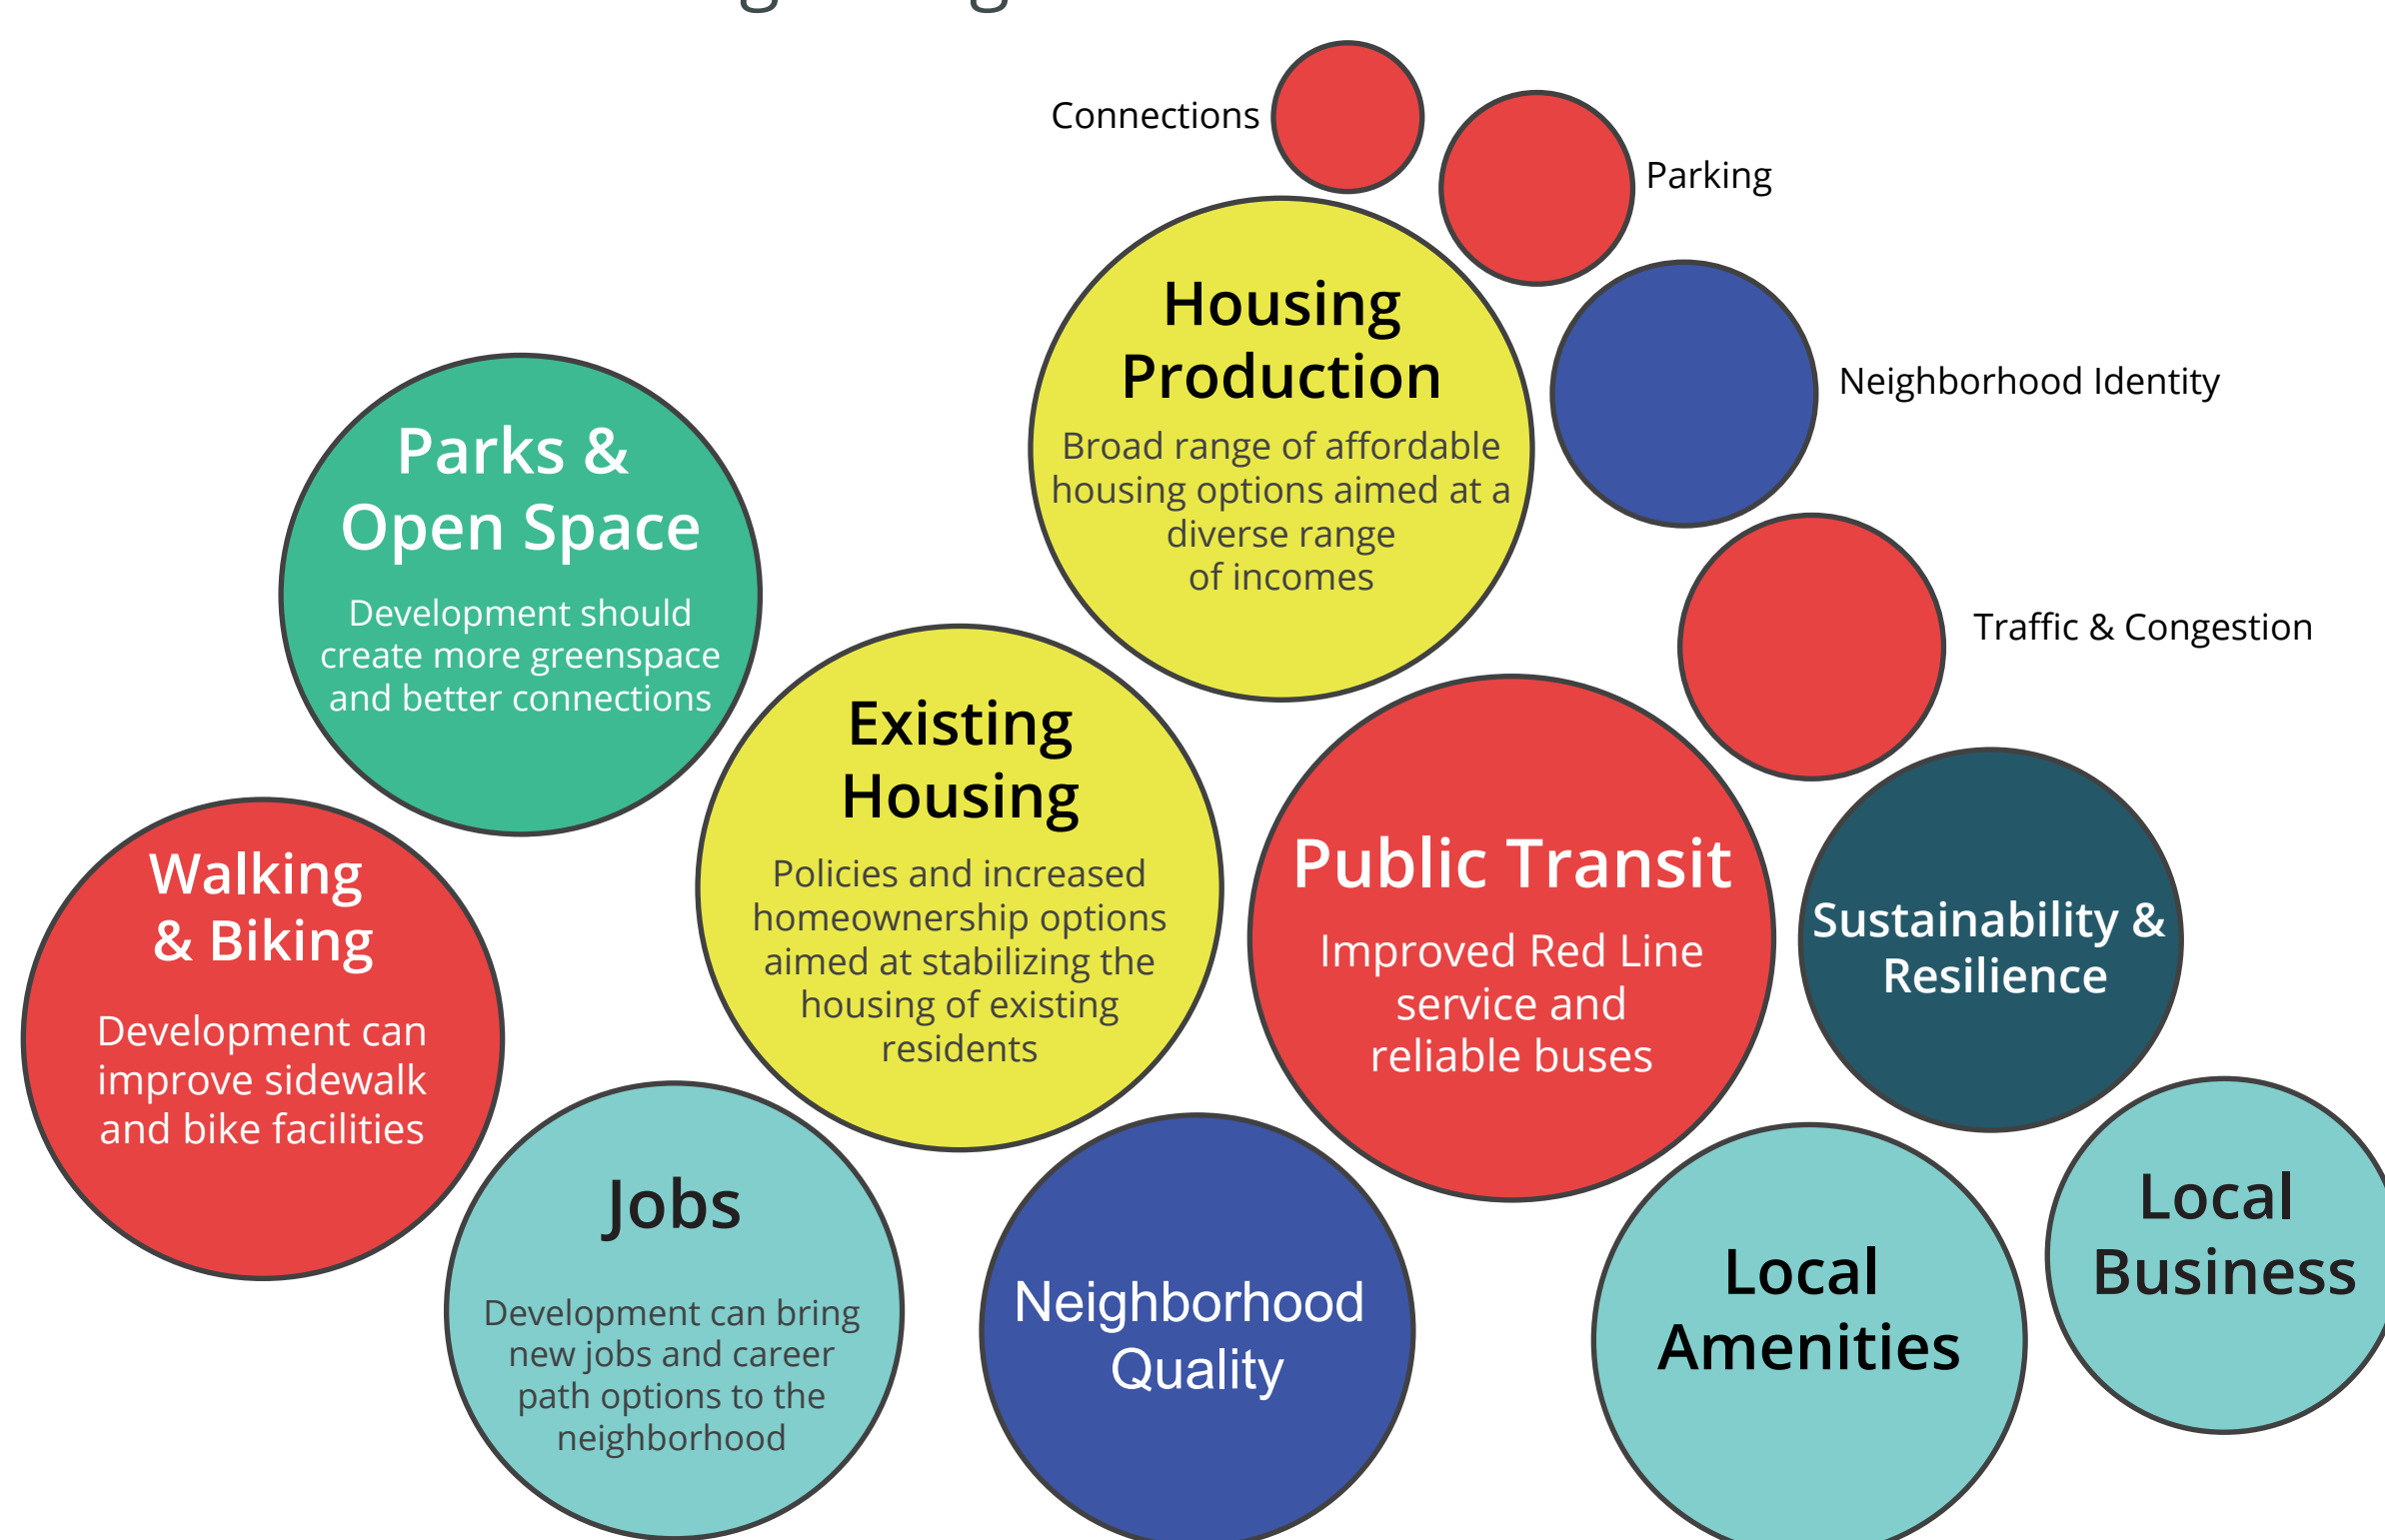 Connections
Parking
Housing
Production
Broad range of affordable
housing options aimed at a
diverse range
of incomes
Neighborhood Identity
Parks &
Open Space
Development should
create more greenspace
and better connections
Traffic & Congestion
Existing
Housing
Policies and increased
homeownership options
aimed at stabilizing the
housing of existing
residents
Public Transit
Improved Red Line
service and
reliable buses
Walking
& Biking
Development can
improve sidewalk
and bike facilities
Sustainability &
Resilience
Jobs
Development can bring
new jobs and career
path options to the
neighborhood
Neighborhood
Quality
Local
Amenities
Local
Business